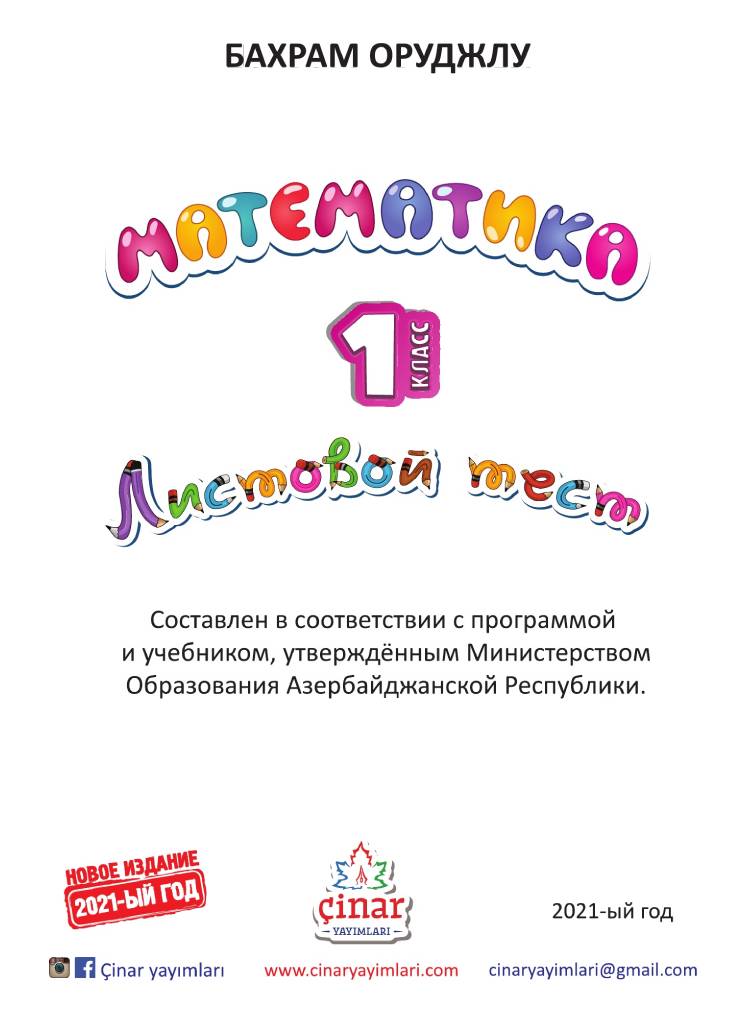 БАХРАМ ОРУДЖЛУ
МАТЕМАТИКА
1 КЛАСС
Листовой тест
Составлен в соответствии с программой
и учебником, утверждённым Министерством
Образования Азербайджанской Республики.
НОВОЕ ИЗДАНИЕ
2021-ЫЙ ГОД
çinar
YAYIMLARI
2021-ый год
Çinar yayımları www.cinaryayimlari.com cinaryayimlari@gmail.com